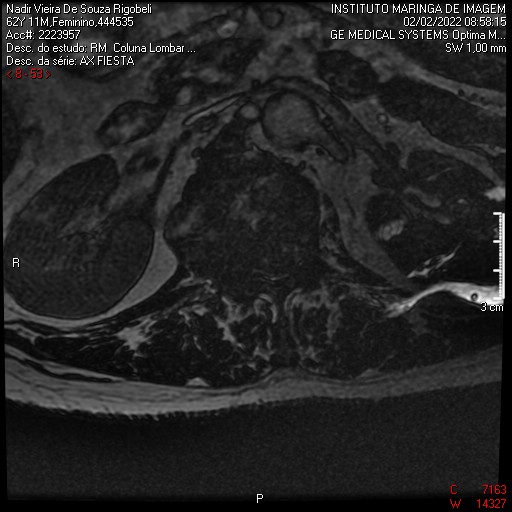 Nadir Vieira De Souza Rigobeli
62Y 11M,Feminino,444535
Acc#: 2223957
Desc. do estudo: RM  Coluna Lombar ...
Desc. da série: AX FIESTA
< 8 - 53 >
INSTITUTO MARINGA DE IMAGEM
02/02/2022 08:58:15
GE MEDICAL SYSTEMS Optima M...
SW 1,00 mm
R
3 cm
P
C 7163
W 14327